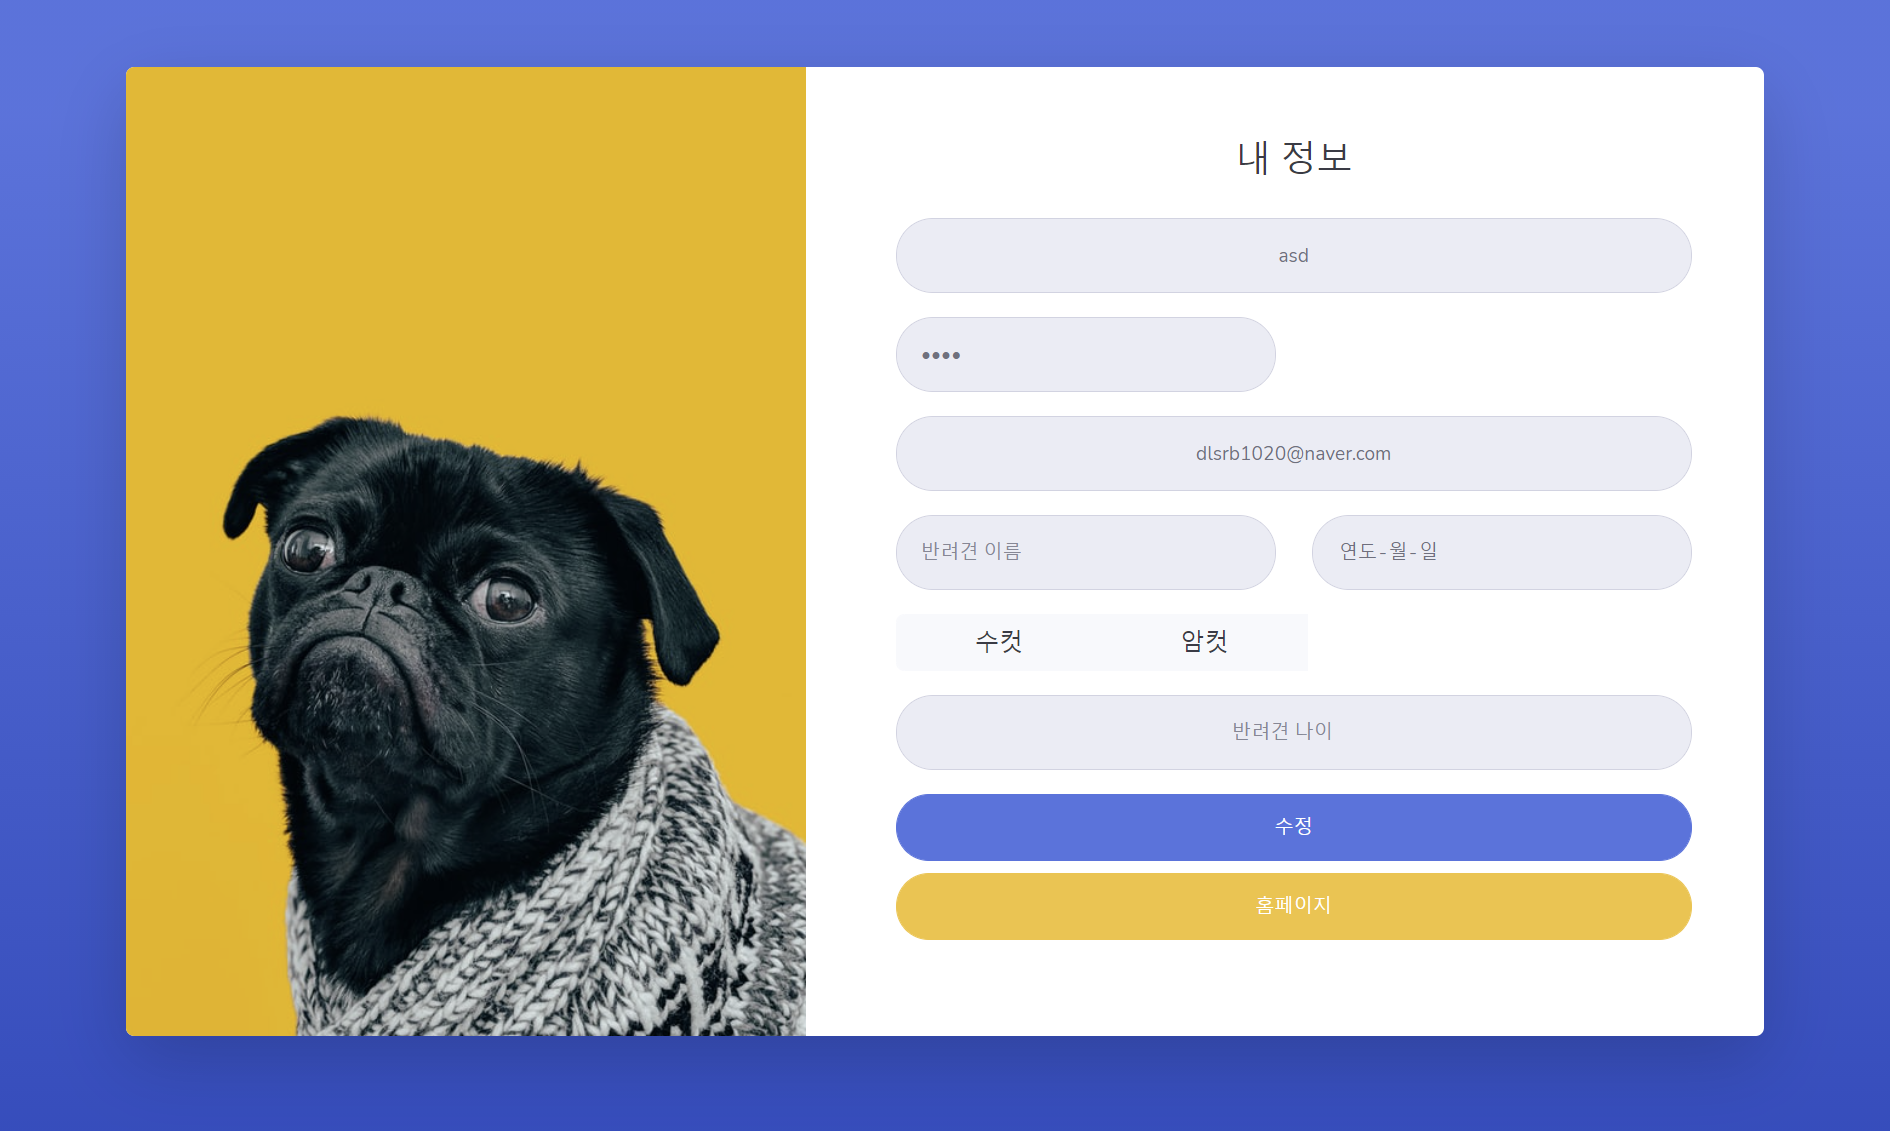 내 정보
asd
••••
dlsrb1020@naver.com
반려견 이름
연도-월-일
수컷 암컷
반려견 나이
수정
홈페이지